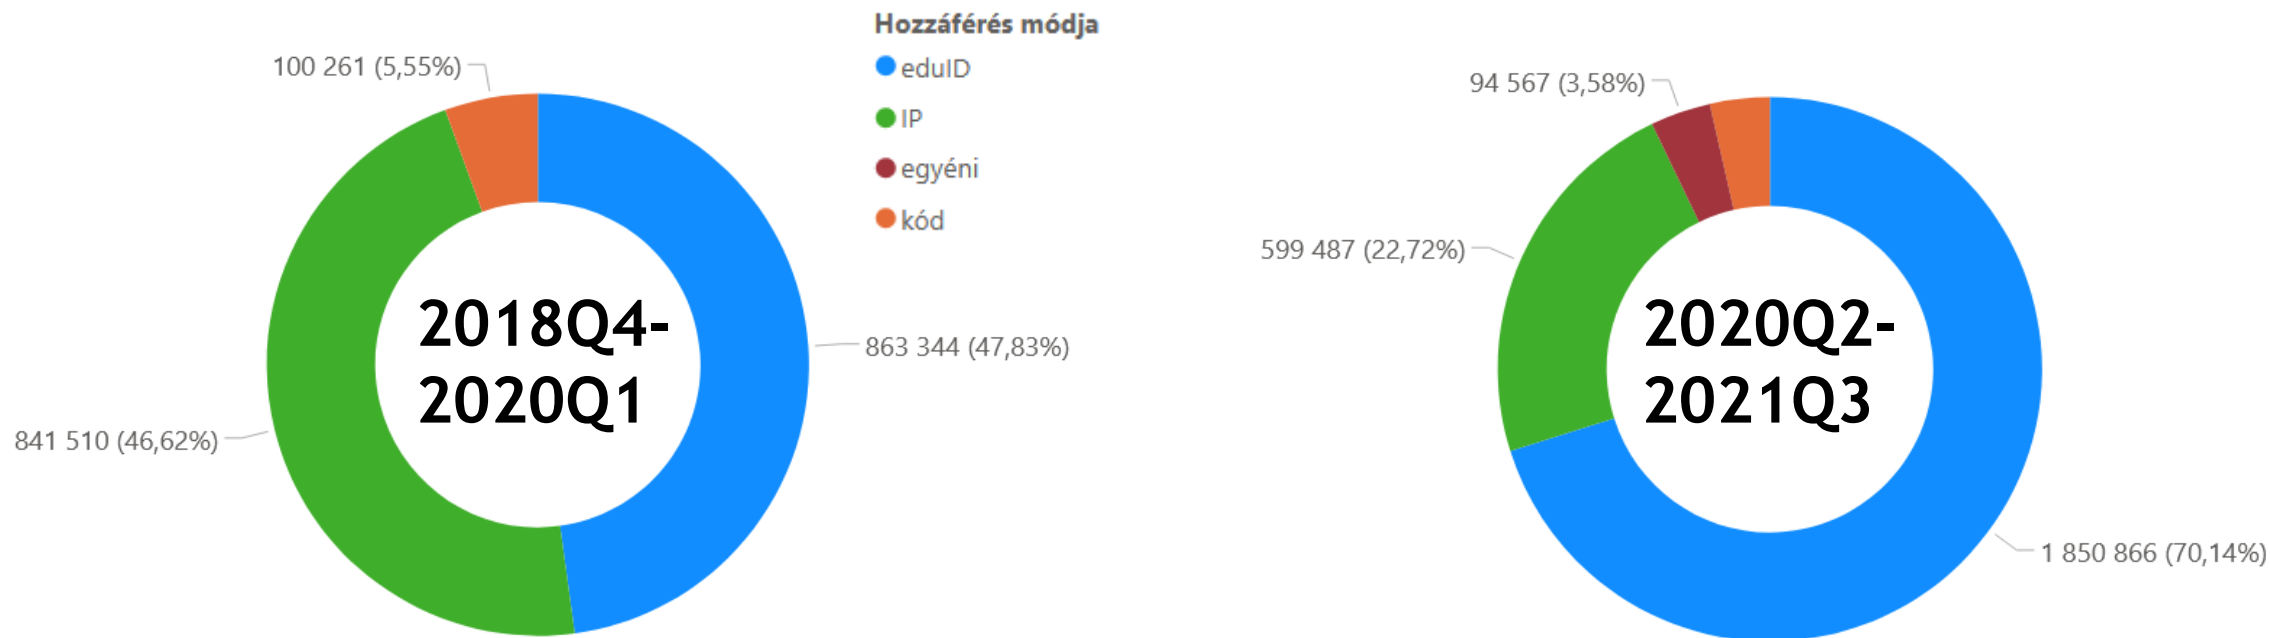 Hozzáférés módja
eduID
IP
egyéni
kód
100 261 (5,55%)
863 344 (47,83%)
841 510 (46,62%)
2018Q4-
2020Q1
94 567 (3,58%)
599 487 (22,72%)
1 850 866 (70,14%)
2020Q2-
2021Q3